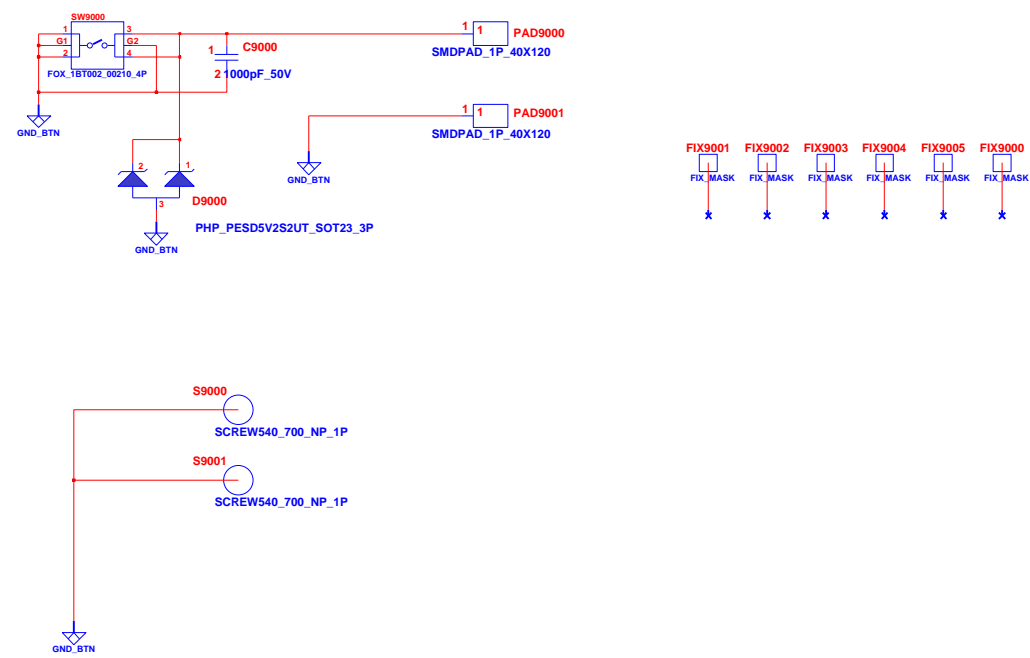 SW9000
1 3
G1 G2
2 4
FOX_1BT002_00210_4P
GND_BTN
1 C9000
2 1000pF_50V
1 1 PAD9000
SMDPAD_1P_40X120
1 1 PAD9001
SMDPAD_1P_40X120
GND_BTN
2 1
D9000
3
PHP_PESD5V2S2UT_SOT23_3P
GND_BTN
FIX9001 FIX9002 FIX9003 FIX9004 FIX9005 FIX9000
FIX_MASK FIX_MASK FIX_MASK FIX_MASK FIX_MASK FIX_MASK
S9000
SCREW540_700_NP_1P
S9001
SCREW540_700_NP_1P
GND_BTN